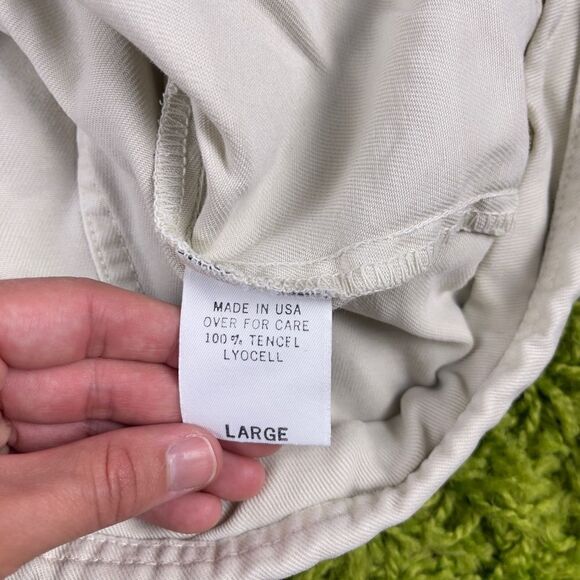 MADE IN USA
OVER FOR CARE
100% TENCEL
LYOCELL
LARGE